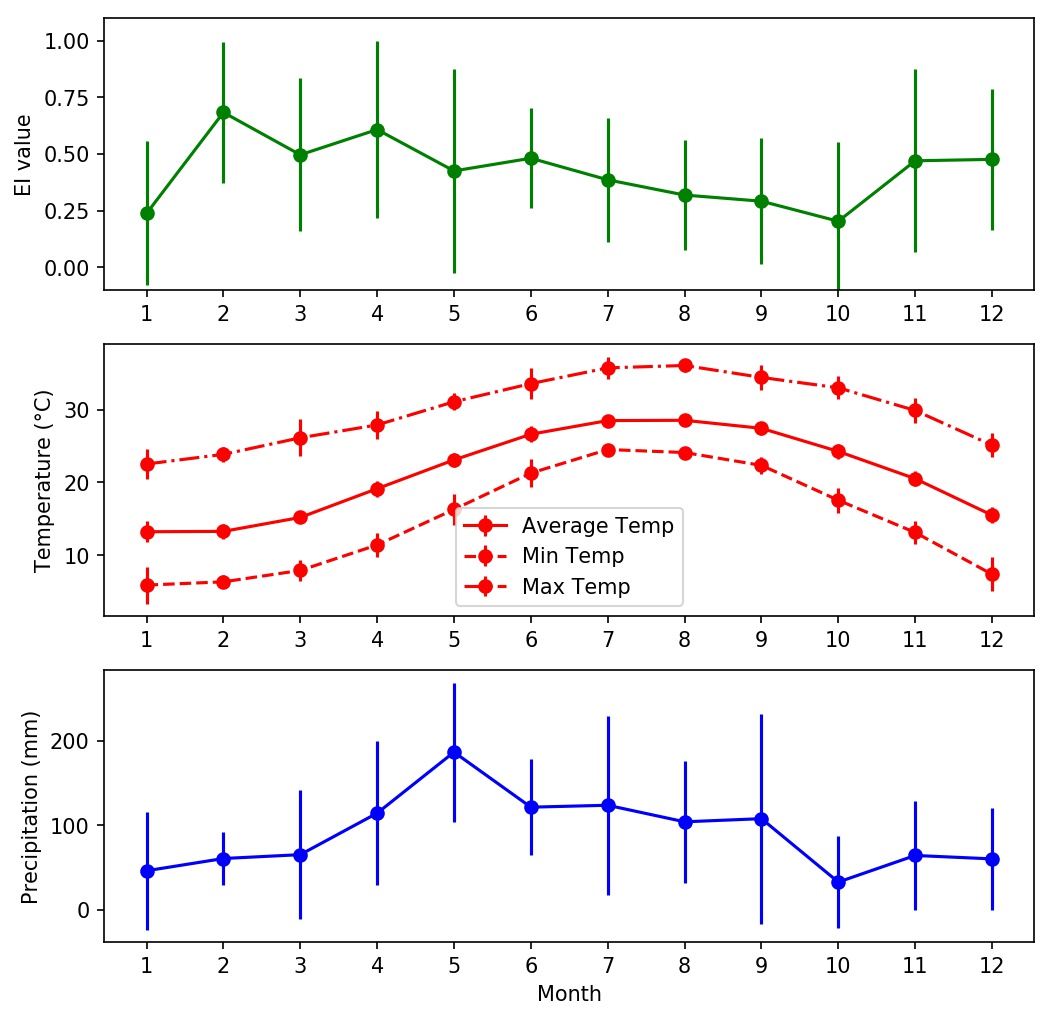 1.00
0.75
0.50
0.25
0.00
EI value
1 2 3 4 5 6 7 8 9 10 11 12
30
20
10
Temperature (°C)
Average Temp
Min Temp
Max Temp
1 2 3 4 5 6 7 8 9 10 11 12
200
100
0
Precipitation (mm)
1 2 3 4 5 6 7 8 9 10 11 12
Month